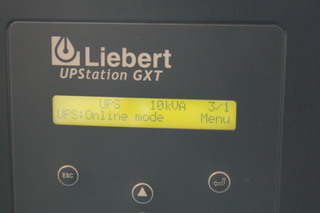 Liebert
UPStation GXT
UPS 10kVA 3/1
UPS:Online mode Menu
ESC